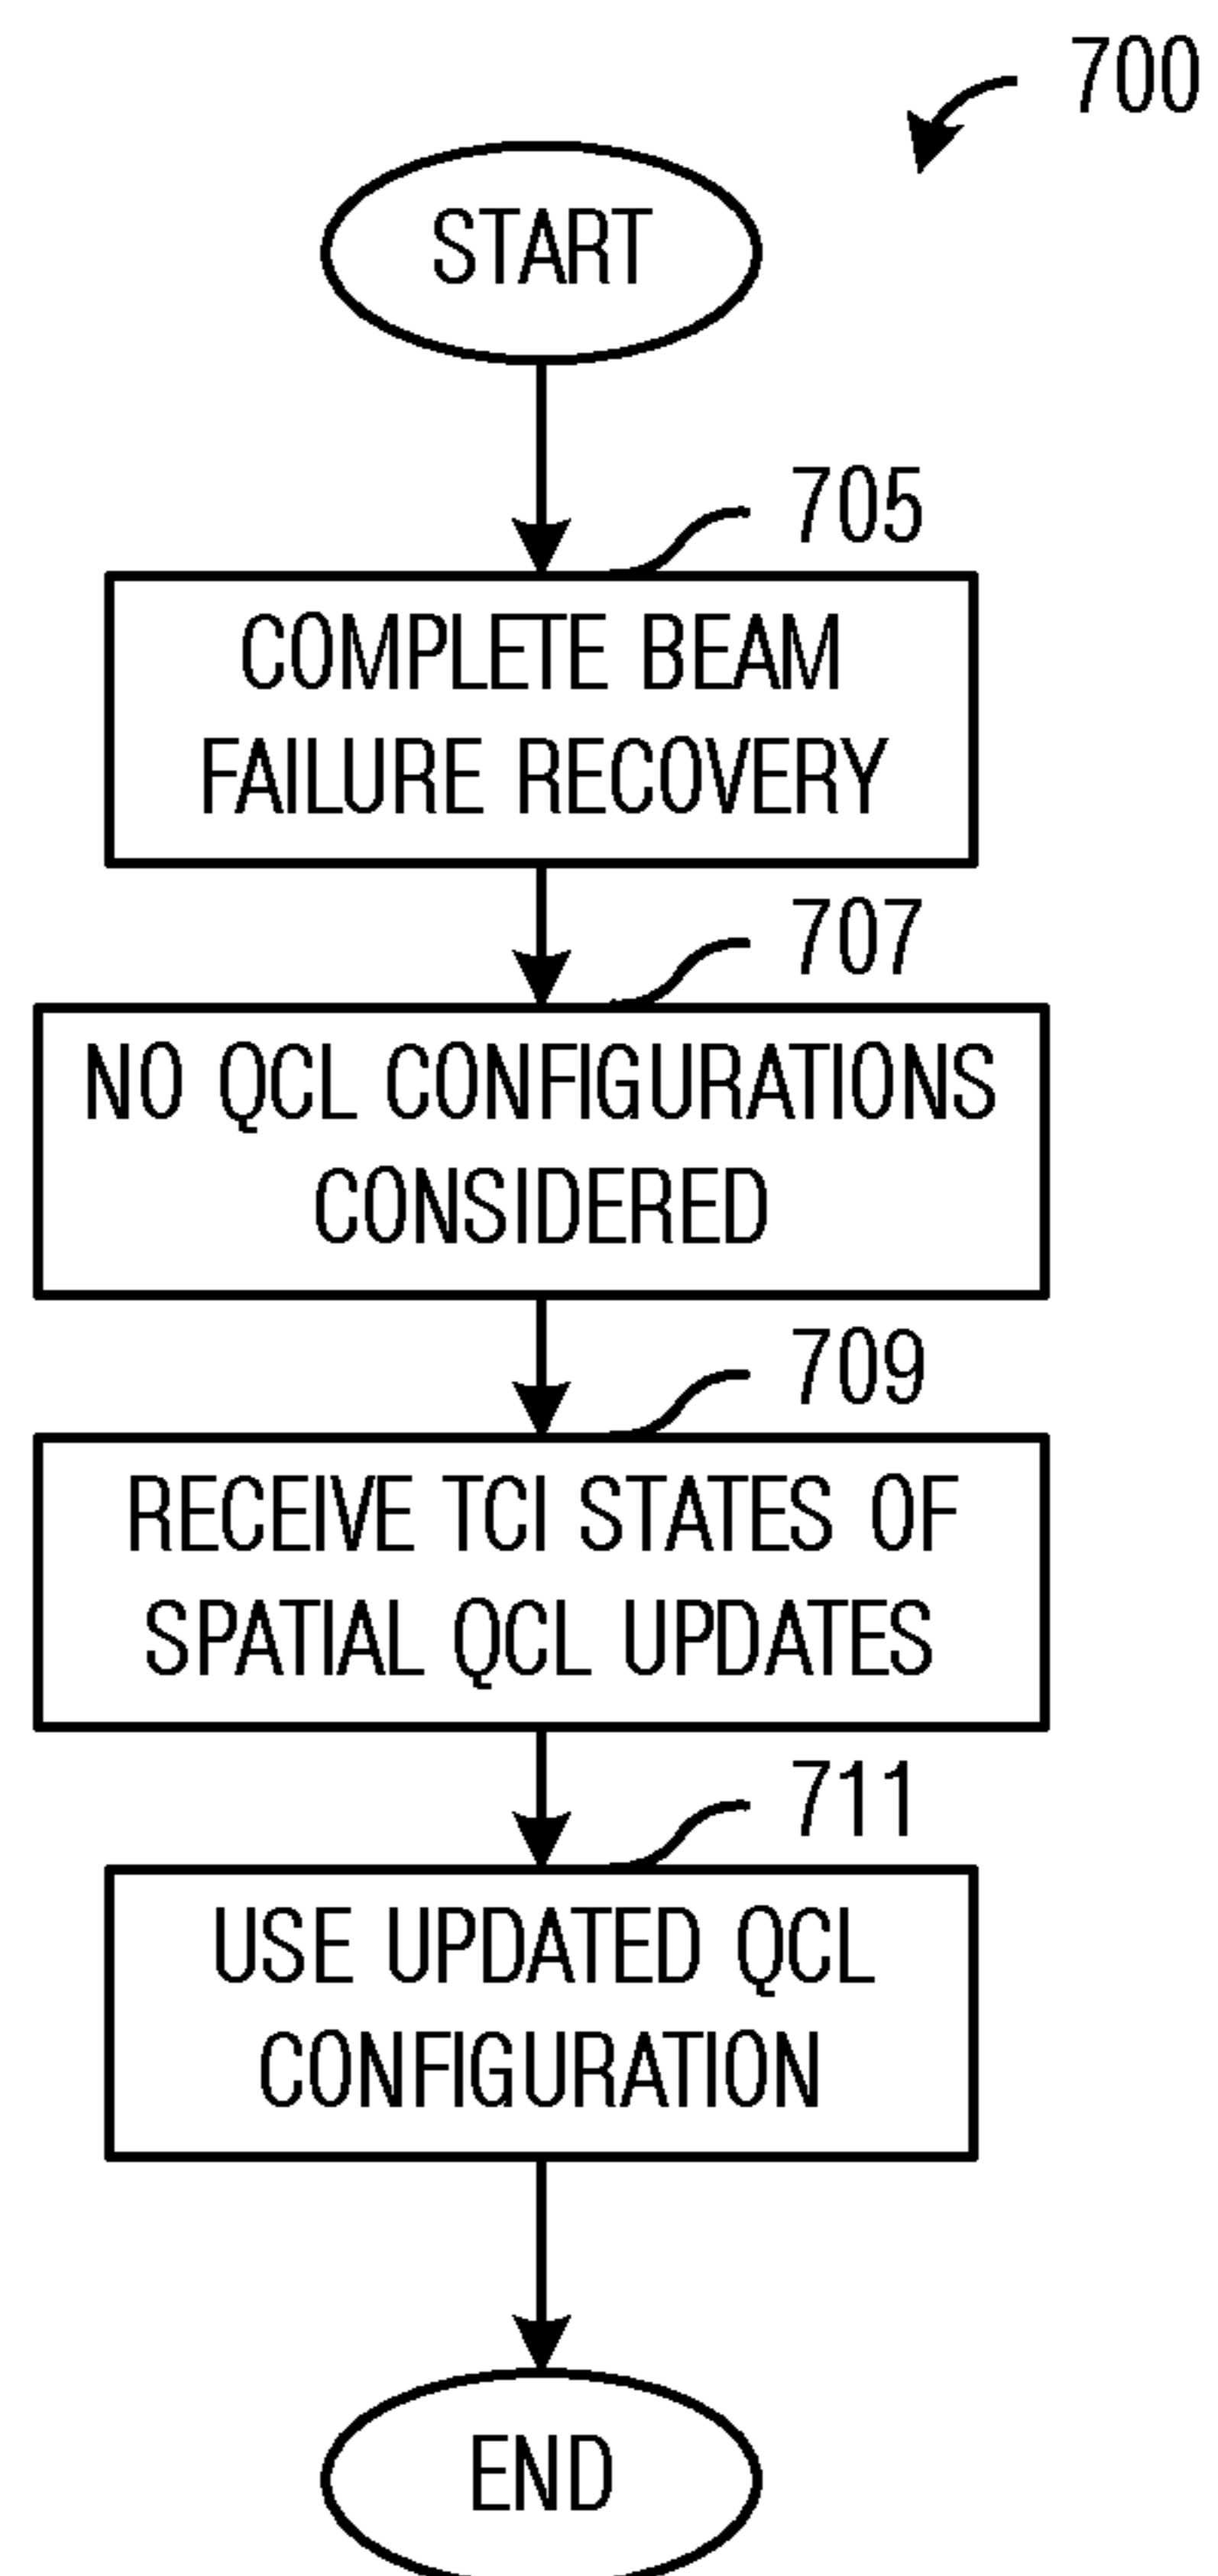 700
START
705
COMPLETE BEAM
FAILURE RECOVERY
707
NO QCL CONFIGURATIONS
CONSIDERED
709
RECEIVE TCI STATES OF
SPATIAL QCL UPDATES
711
USE UPDATED QCL
CONFIGURATION
END